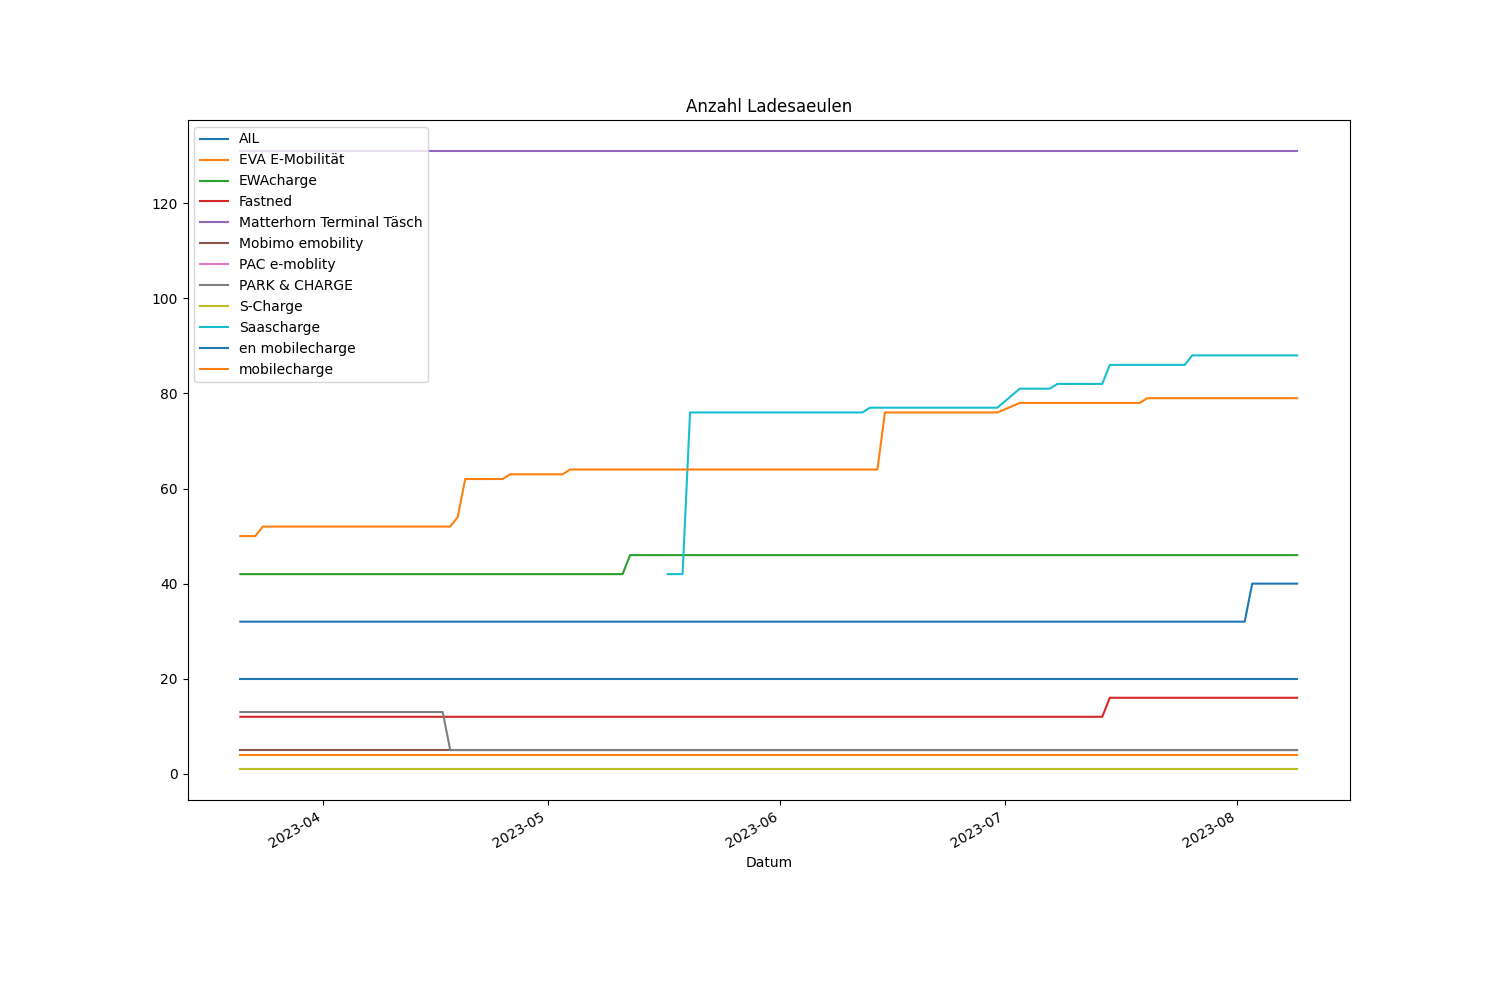 Anzahl Ladesaeulen
AIL
EVA E-Mobilität
EWAcharge
Fastned
Matterhorn Terminal Täsch
Mobimo emobility
PAC e-moblity
PARK & CHARGE
S-Charge
Saascharge
en mobilecharge
mobilecharge
120
100
80
60
40
20
0
2023-04
2023-05
2023-06
2023-07
2023-08
Datum